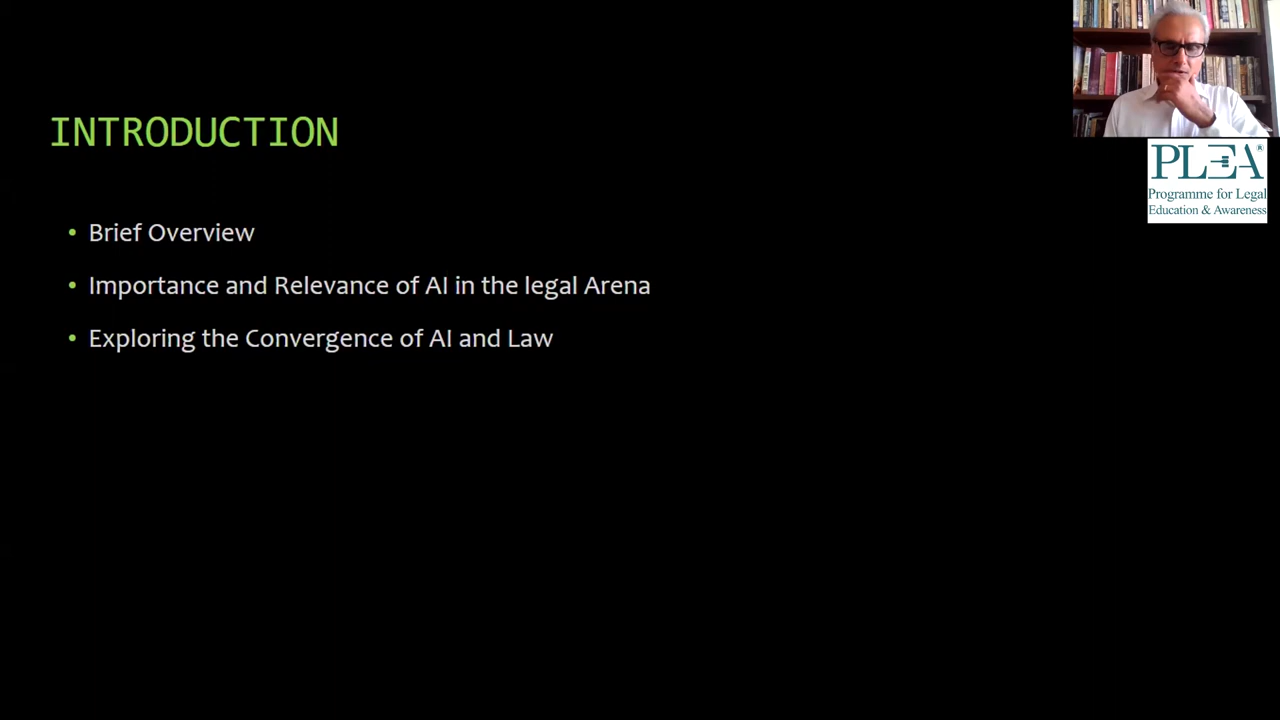 INTRODUCTION
• Brief Overview
• Importance and Relevance of AI in the legal Arena
• Exploring the Convergence of AI and Law
PLEA®
Programme for Legal
Education & Awareness